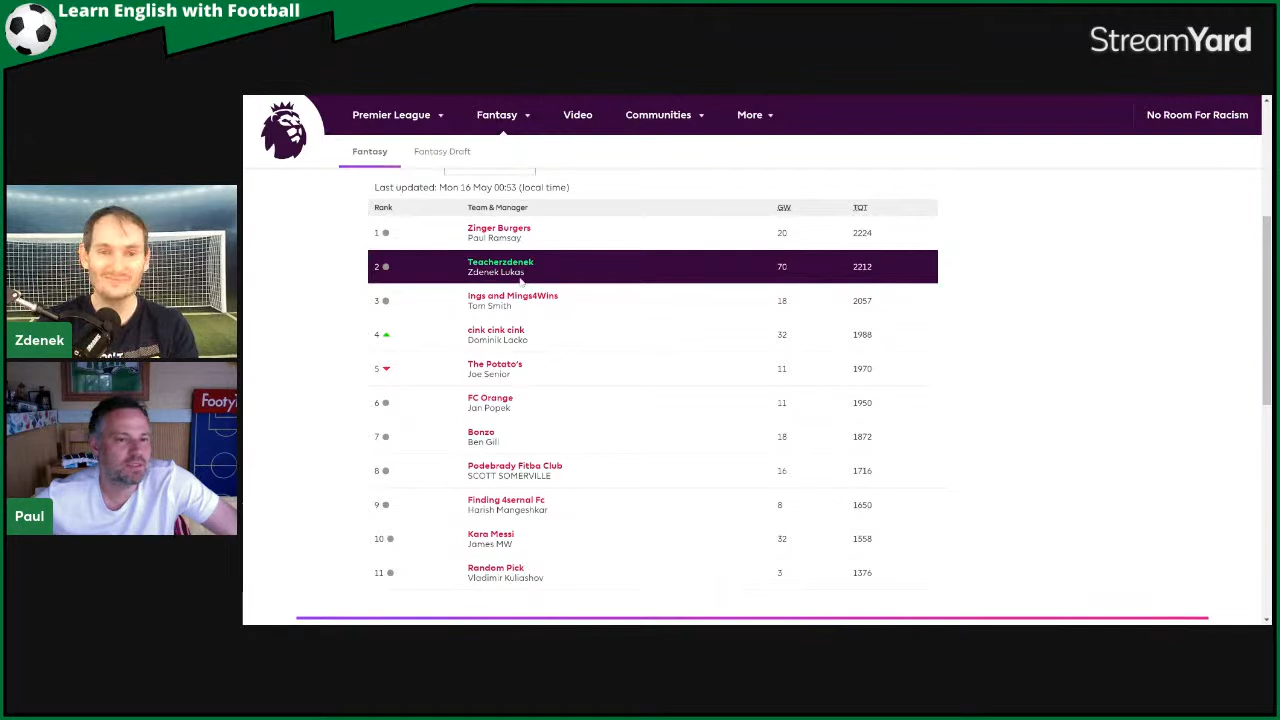 Learn English with Football
StreamYard
Premier League
Fantasy
Video
Communities
More
No Room For Racism
Fantasy
Fantasy Draft
Last updated: Mon 16 May 00:53 (local time)
Rank Team & Manager GW TOT
1 Zinger Burgers 20 2224
Paul Ramsay
2 Teacherzdenek 70 2212
Zdenek Lukas
3 Ings and Mings4Wins 18 2057
Tom Smith
4 cink cink cink 32 1988
Dominik Lacko
5 The Potato's 11 1970
Joe Senior
6 FC Orange 11 1950
Jan Popek
7 Bonzo 18 1872
Ben Gill
8 Podebrady Fitba Club 16 1716
SCOTT SOMERVILLE
9 Finding 4sernal Fc 8 1650
Harish Mangeshkar
10 Kara Messi 32 1558
James MW
11 Random Pick 3 1376
Vladimir Kuliashov
Zdenek
Footy
Paul